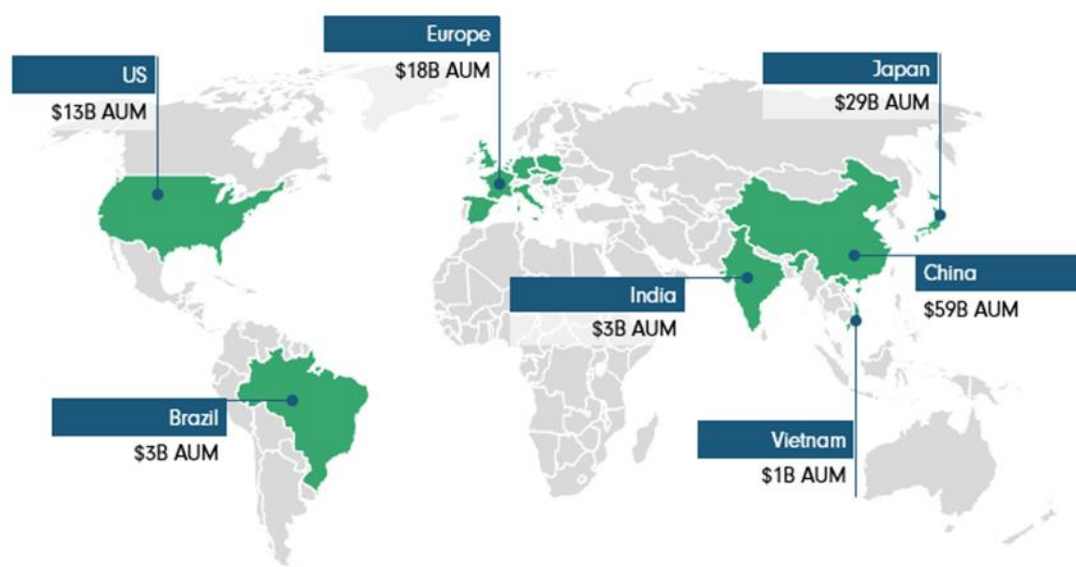 Europe
$18B AUM
US
$13B AUM
Japan
$29B AUM
China
$59B AUM
India
$3B AUM
Brazil
$3B AUM
Vietnam
$1B AUM